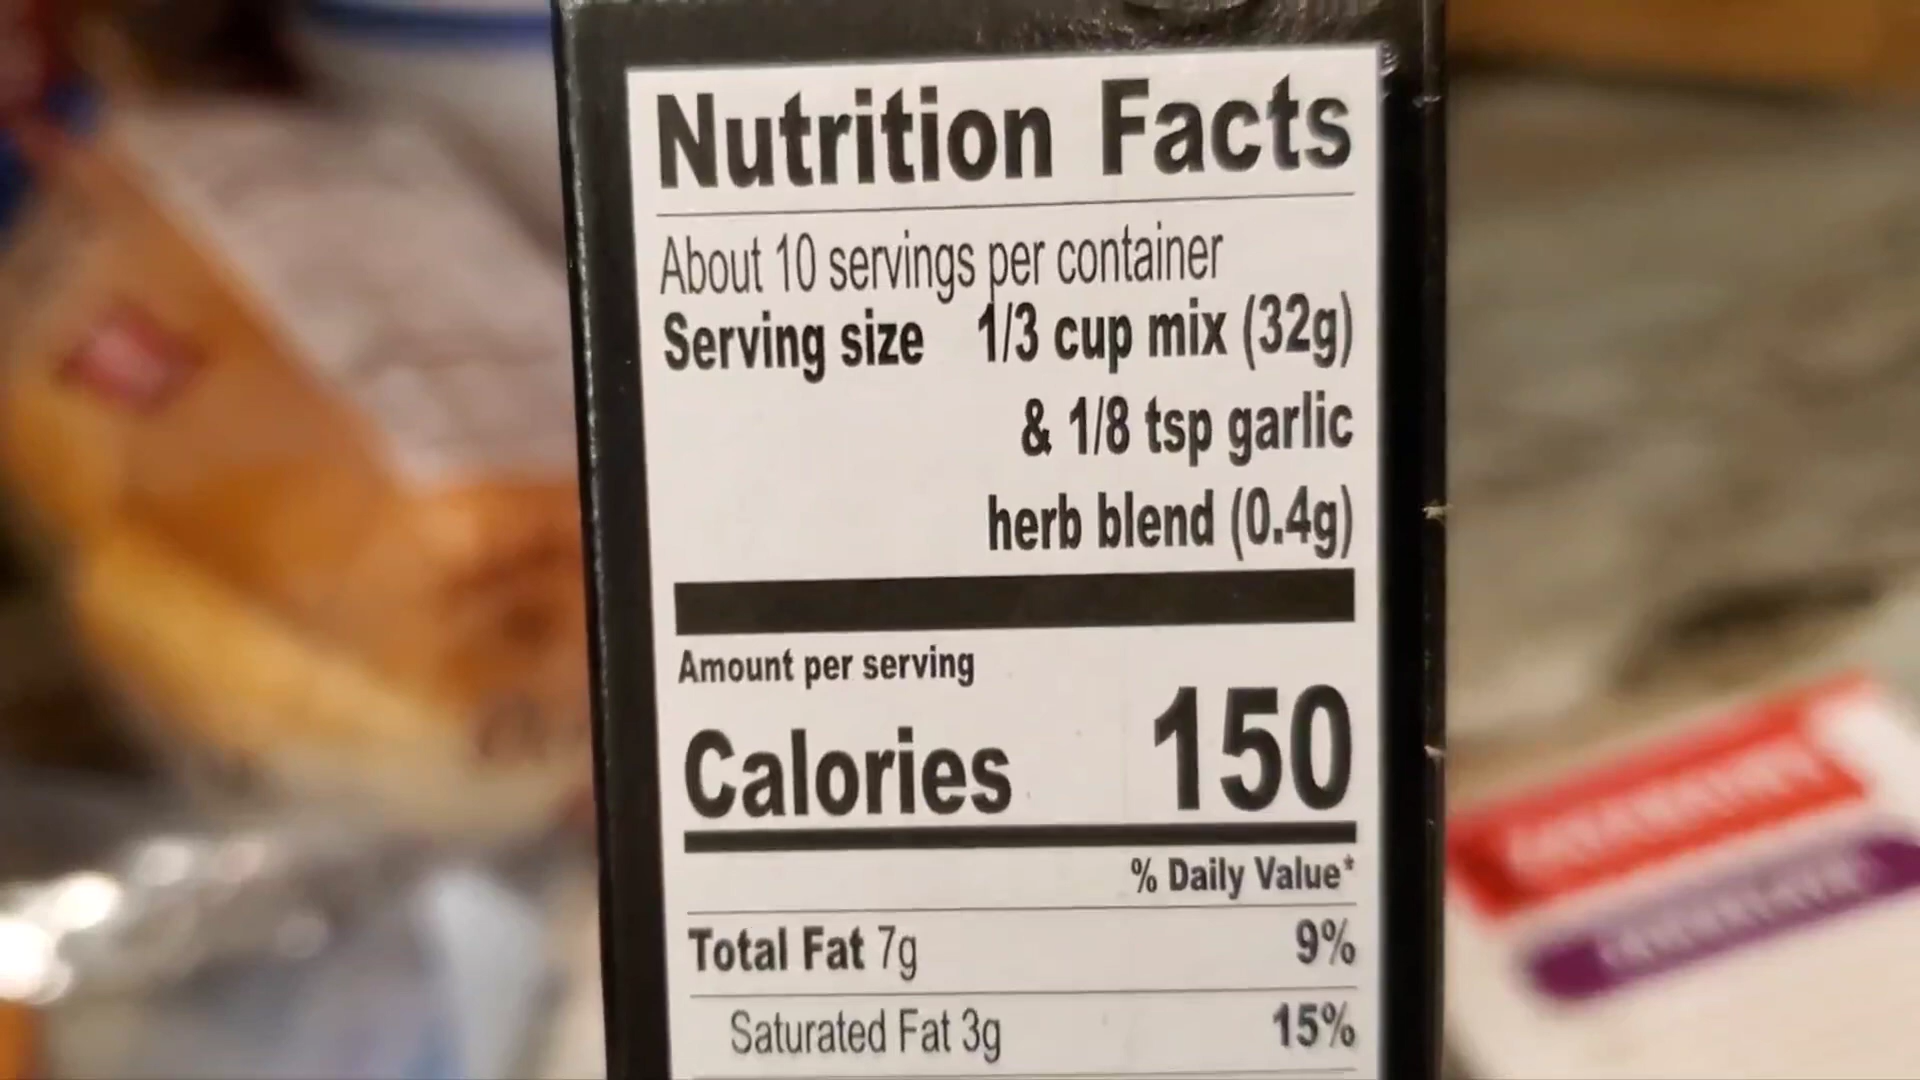 Nutrition Facts
About 10 servings per container
Serving size 1/3 cup mix (32g)
& 1/8 tsp garlic
herb blend (0.4g)
Amount per serving
Calories 150
% Daily Value*
Total Fat 7g 9%
Saturated Fat 3g 15%